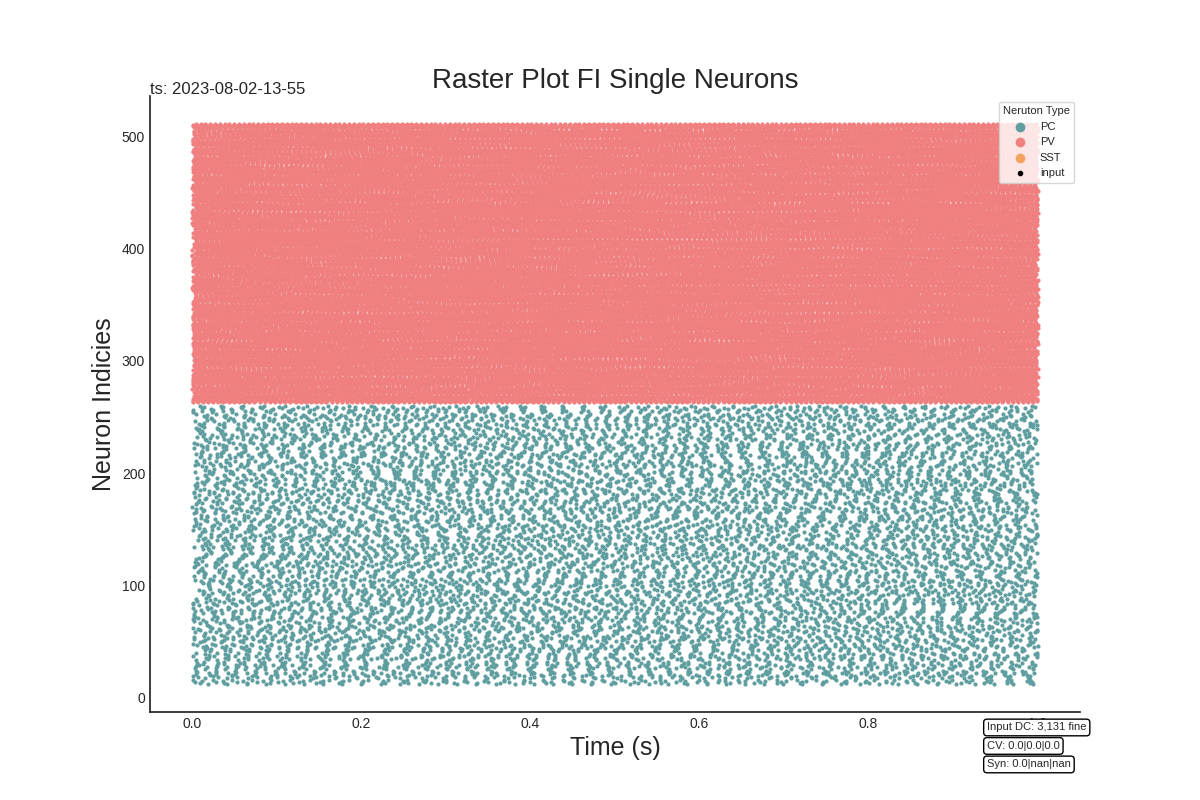 Raster Plot FI Single Neurons
ts: 2023-08-02-13-55
Neruton Type
PC
PV
SST
input
500
400
300
200
100
0
Neuron Indicies
0.0 0.2 0.4 0.6 0.8
Time (s)
Input DC: 3,131 fine
CV: 0.0|0.0|0.0
Syn: 0.0|nan|nan